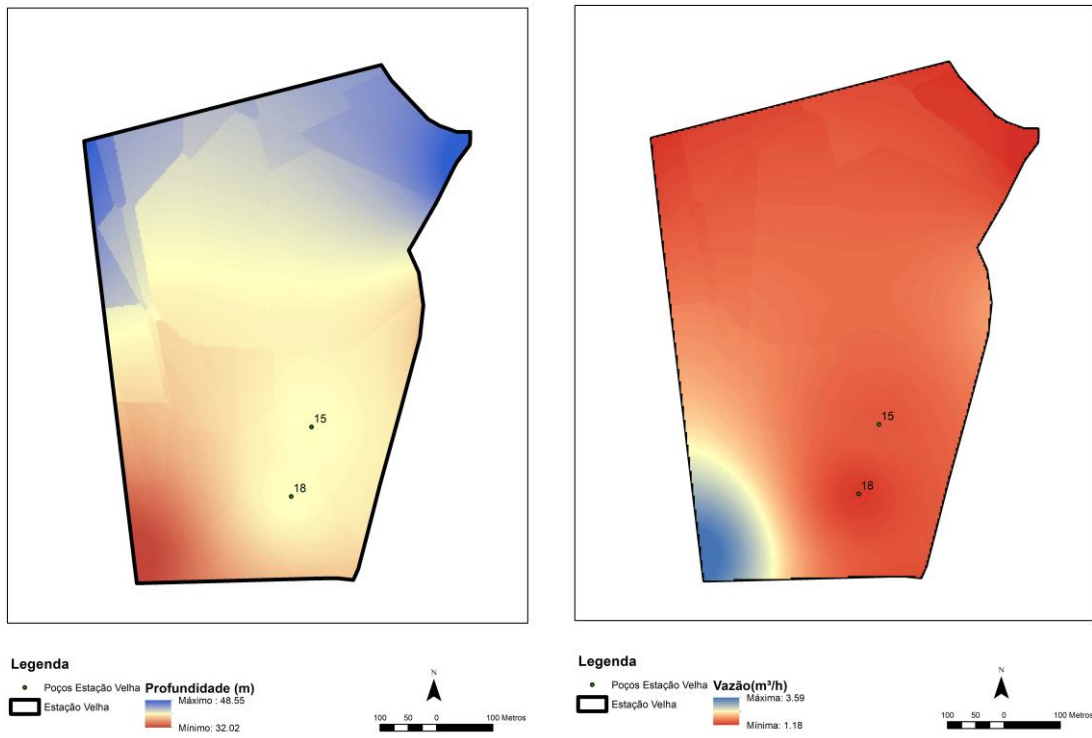 15
18
Legenda
Poços Estação Velha
Estação Velha
Profundidade (m)
Máximo : 48.55
Mínimo: 32.02
N
100 50 0 100 Metros
15
18
Legenda
Poços Estação Velha
Estação Velha
Vazão(m³/h)
Máxima: 3.59
Mínima: 1.18
N
100 50 0 100 Metros